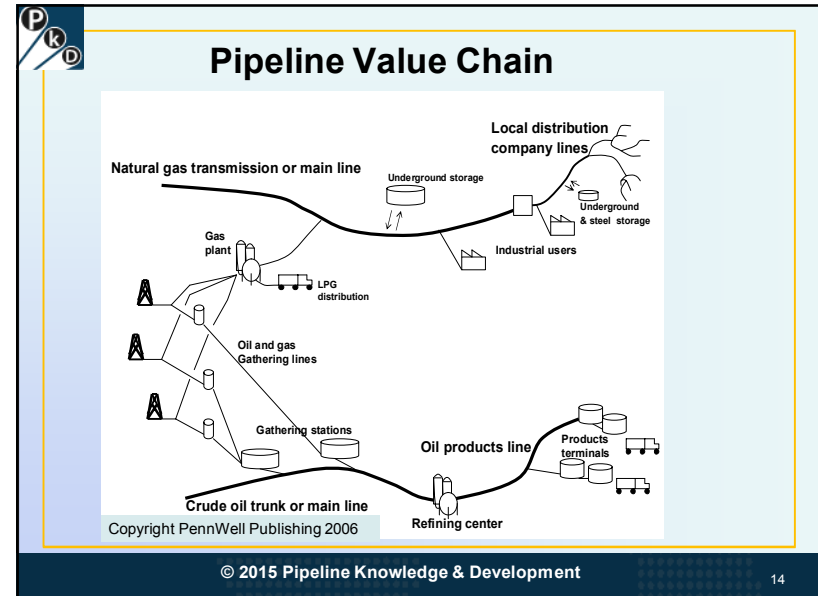 PkD
Pipeline Value Chain
Local distribution
company lines
Natural gas transmission or main line
Underground storage
Underground
& steel storage
Industrial users
Gas
plant
LPG
distribution
Oil and gas
Gathering lines
Gathering stations
Oil products line
Products
terminals
Crude oil trunk or main line
Refining center
Copyright PennWell Publishing 2006
© 2015 Pipeline Knowledge & Development
14